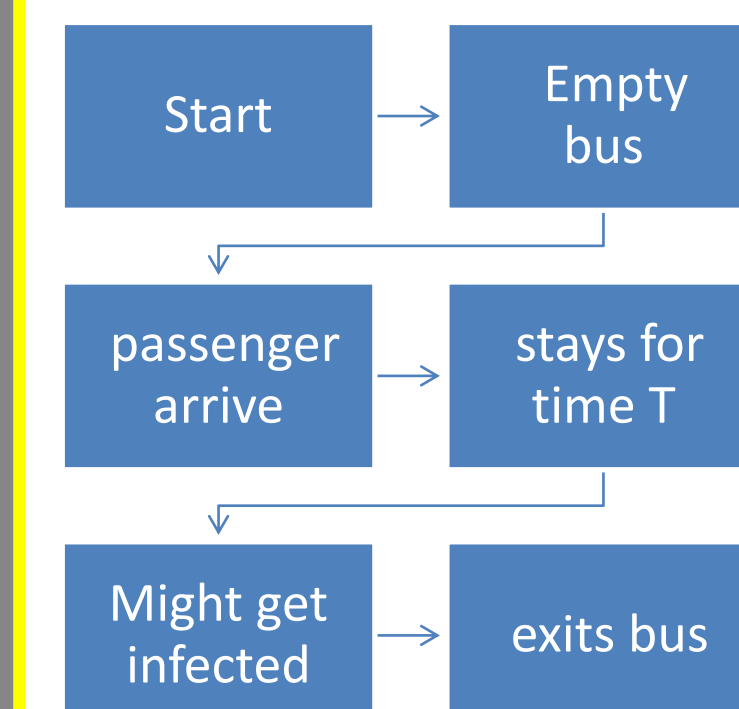 Start
Empty
bus
passenger
arrive
stays for
time T
Might get
infected
exits bus